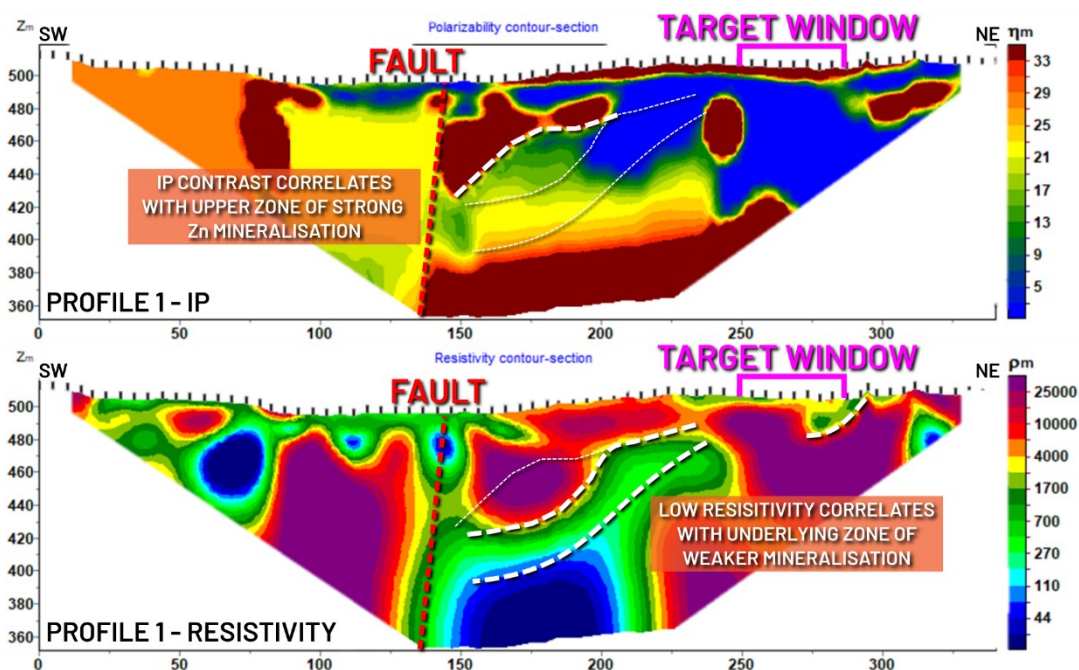 Zm
SW
Polarizability contour-section
TARGET WINDOW
NE
ηm
FAULT
500
480
460
440
420
400
380
360
33
29
25
21
17
13
9
5
IP CONTRAST CORRELATES
WITH UPPER ZONE OF STRONG
Zn MINERALISATION
PROFILE 1 - IP
0
50
100
150
200
250
300
Zm
SW
Resistivity contour-section
TARGET WINDOW
NE
ρm
FAULT
500
480
460
440
420
400
380
360
25000
10000
4000
1700
700
270
110
44
LOW RESISITIVITY CORRELATES
WITH UNDERLYING ZONE OF
WEAKER MINERALISATION
PROFILE 1 - RESISTIVITY
0
50
100
150
200
250
300